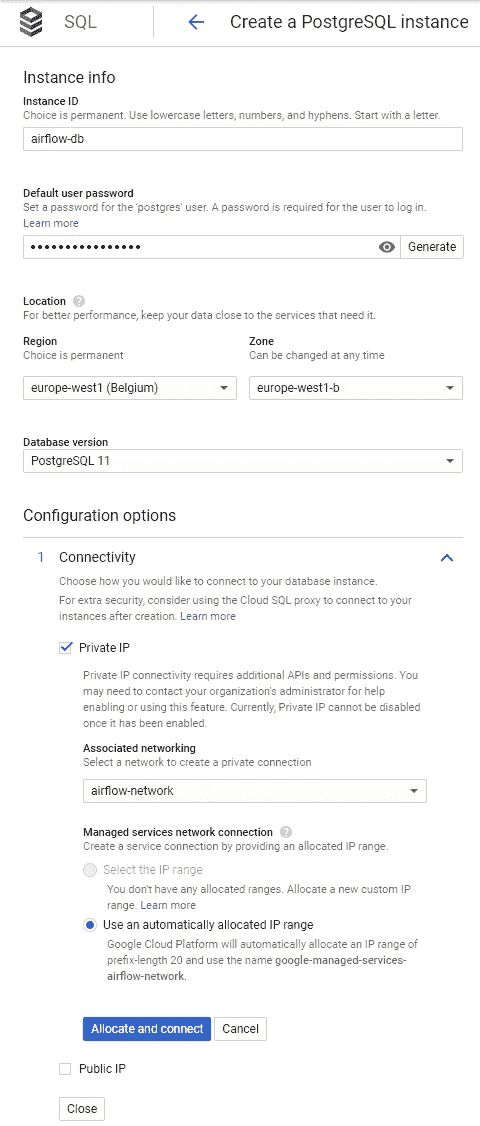 SQL
Create a PostgreSQL instance
Instance info
Instance ID
Choice is permanent. Use lowercase letters, numbers, and hyphens. Start with a letter.
airflow-db
Default user password
Set a password for the 'postgres' user. A password is required for the user to log in.
Learn more
••••••••••••••••
Generate
Location
For better performance, keep your data close to the services that need it.
Region
Choice is permanent
Zone
Can be changed at any time
europe-west1 (Belgium)
europe-west1-b
Database version
PostgreSQL 11
Configuration options
1 Connectivity
Choose how you would like to connect to your database instance.
For extra security, consider using the Cloud SQL proxy to connect to your
instances after creation. Learn more
Private IP
Private IP connectivity requires additional APIs and permissions. You
may need to contact your organization's administrator for help
enabling or using this feature. Currently, Private IP cannot be disabled
once it has been enabled.
Associated networking
Select a network to create a private connection
airflow-network
Managed services network connection
Create a service connection by providing an allocated IP range.
Select the IP range
You don't have any allocated ranges. Allocate a new custom IP
range. Learn more
Use an automatically allocated IP range
Google Cloud Platform will automatically allocate an IP range of
prefix-length 20 and use the name google-managed-services-
airflow-network.
Allocate and connect
Cancel
Public IP
Close